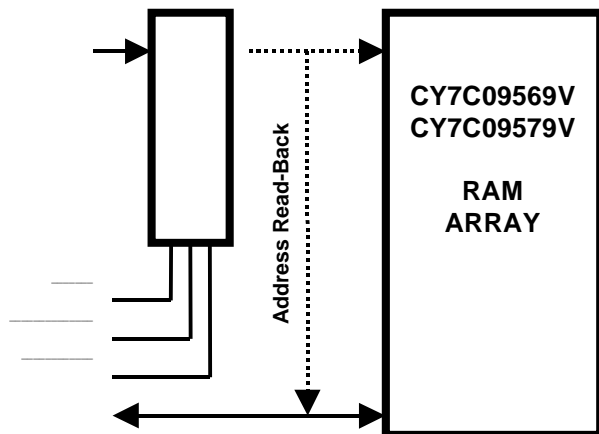 CY7C09569V
CY7C09579V
RAM
ARRAY
Address Read-Back